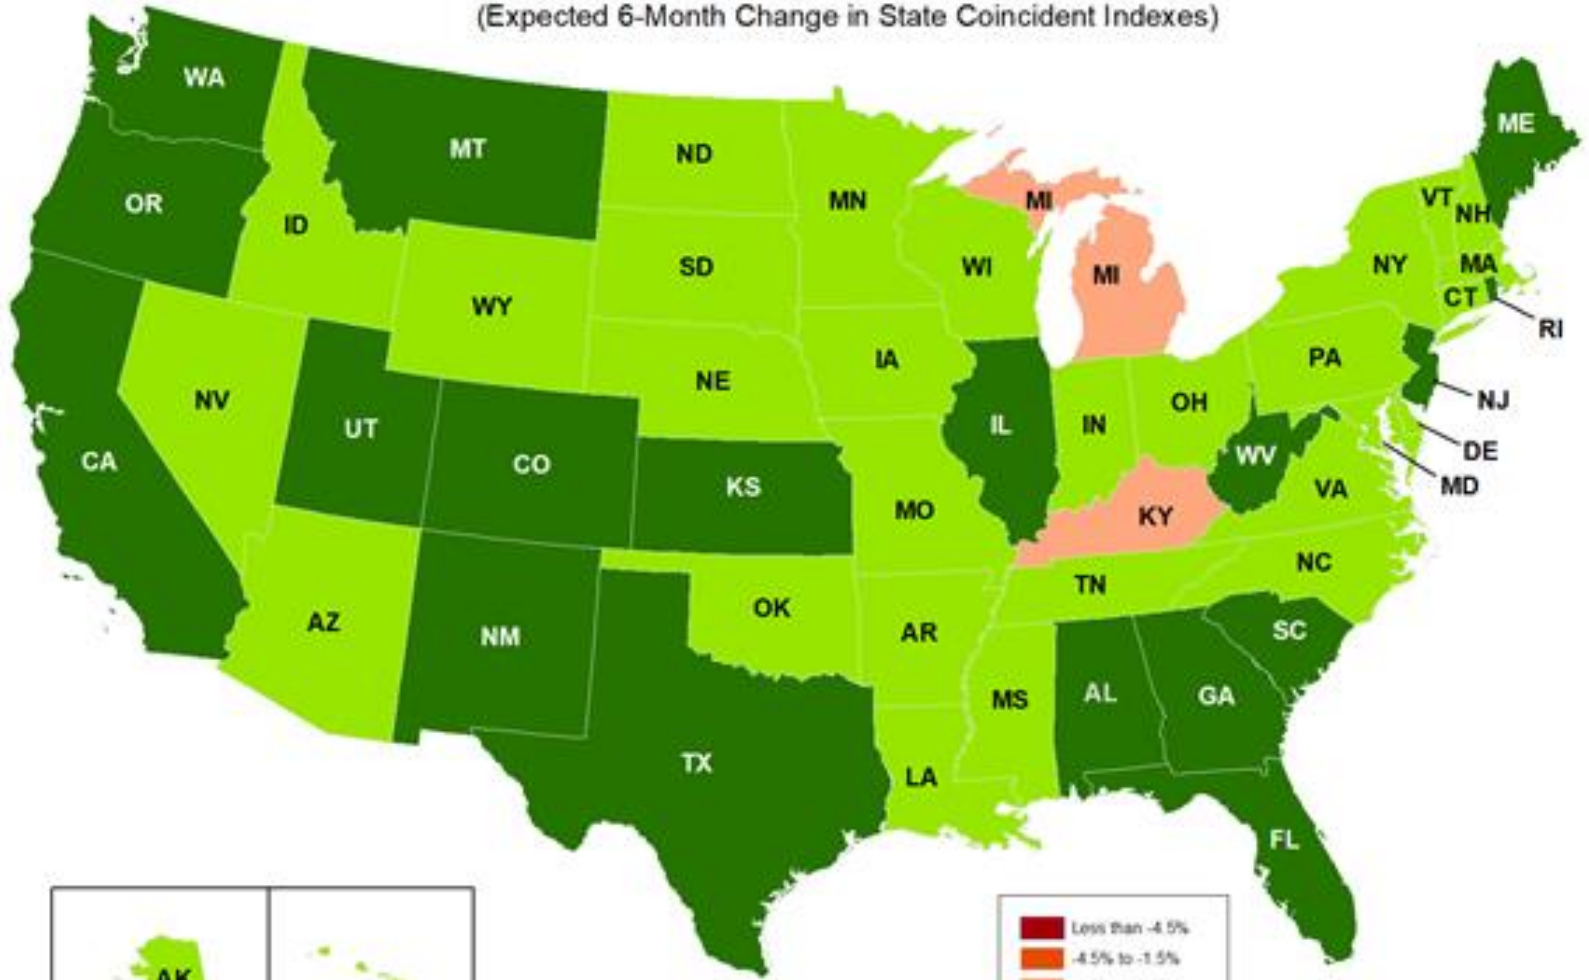 (Expected 6-Month Change in State Coincident Indexes)
WA
MT
ND
MN
ME
OR
ID
SD
WI
MI
MI
VT
NH
NY
MA
CT
RI
WY
IA
NE
PA
NV
UT
CO
KS
IL
IN
OH
NJ
CA
WV
DE
MD
MO
VA
KY
AZ
NM
OK
AR
TN
NC
SC
MS
AL
GA
TX
LA
FL
AK
Less than -4.5%
-4.5% to -1.5%